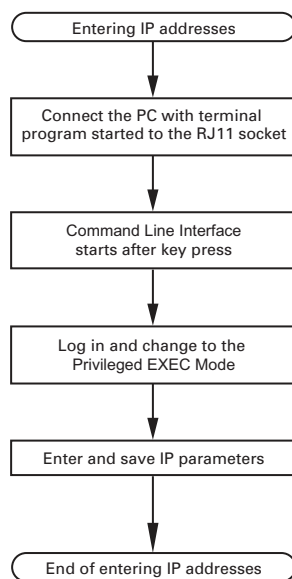 Entering IP addresses
Connect the PC with terminal
program started to the RJ11 socket
Command Line Interface
starts after key press
Log in and change to the
Privileged EXEC Mode
Enter and save IP parameters
End of entering IP addresses